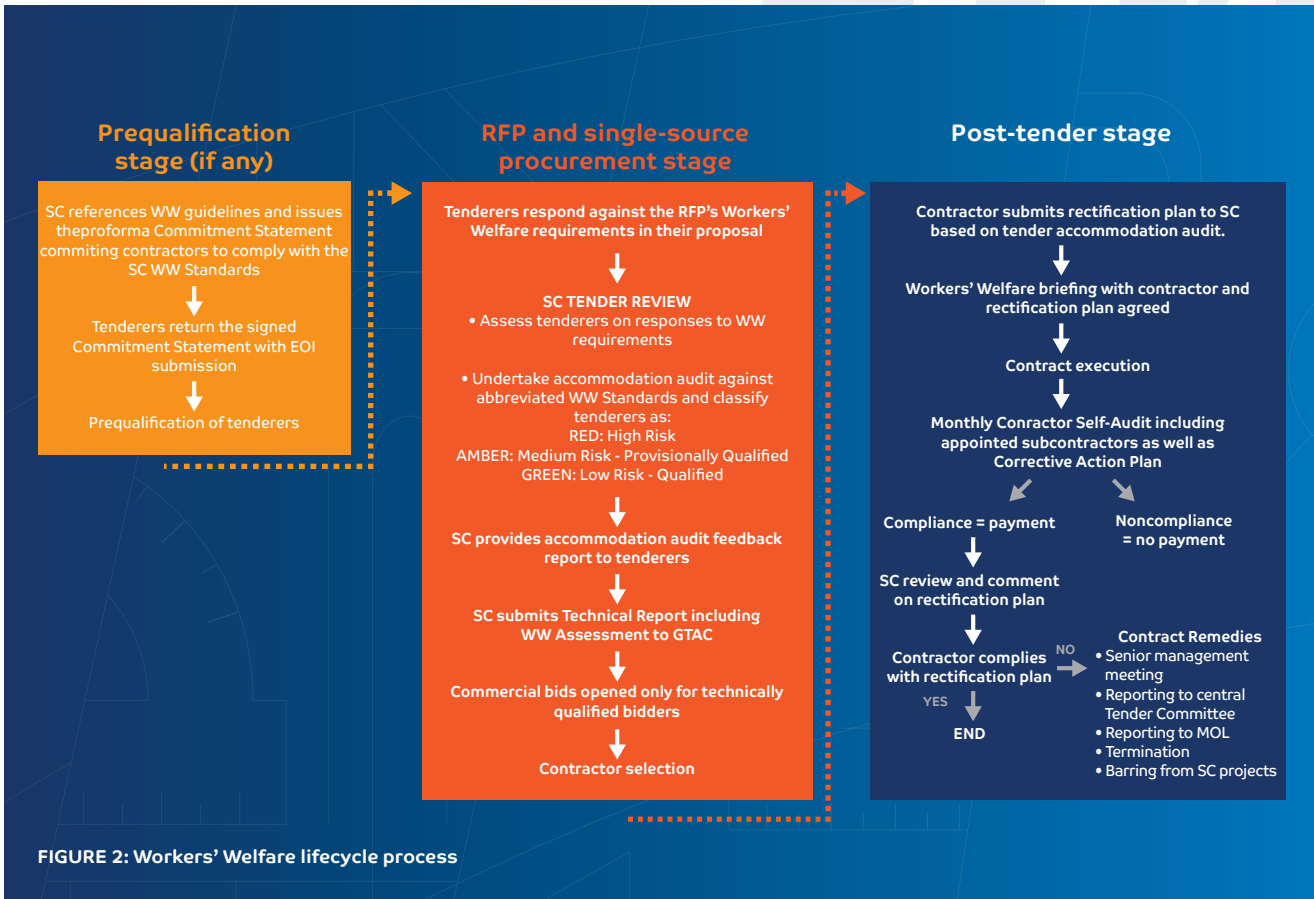 Prequalification
stage (if any)
SC references WW guidelines and issues
theproforma Commitment Statement
commiting contractors to comply with the
SC WW Standards
Tenderers return the signed
Commitment Statement with EOI
submission
Prequalification of tenderers
RFP and single-source
procurement stage
Tenderers respond against the RFP's Workers'
Welfare requirements in their proposal
SC TENDER REVIEW
• Assess tenderers on responses to WW
requirements
• Undertake accommodation audit against
abbreviated WW Standards and classify
tenderers as:
RED: High Risk
AMBER: Medium Risk - Provisionally Qualified
GREEN: Low Risk - Qualified
SC provides accommodation audit feedback
report to tenderers
SC submits Technical Report including
WW Assessment to GTAC
Commercial bids opened only for technically
qualified bidders
Contractor selection
Post-tender stage
Contractor submits rectification plan to SC
based on tender accommodation audit.
Workers' Welfare briefing with contractor and
rectification plan agreed
Contract execution
Monthly Conractor Self-Audit including
appointed subcontractors as well as
Corrective Action Plan
Compliance = payment
Noncompliance
= no payment
SC review and comment
on rectification plan
Contractor complies
with rectification plan
NO
YES
END
Contract Remedies
• Senior management
meeting
• Reporting to central
Tender Committee
• Reporting to MOL
• Termination
• Barring from SC projects
FIGURE 2: Workers' Welfare lifecycle process